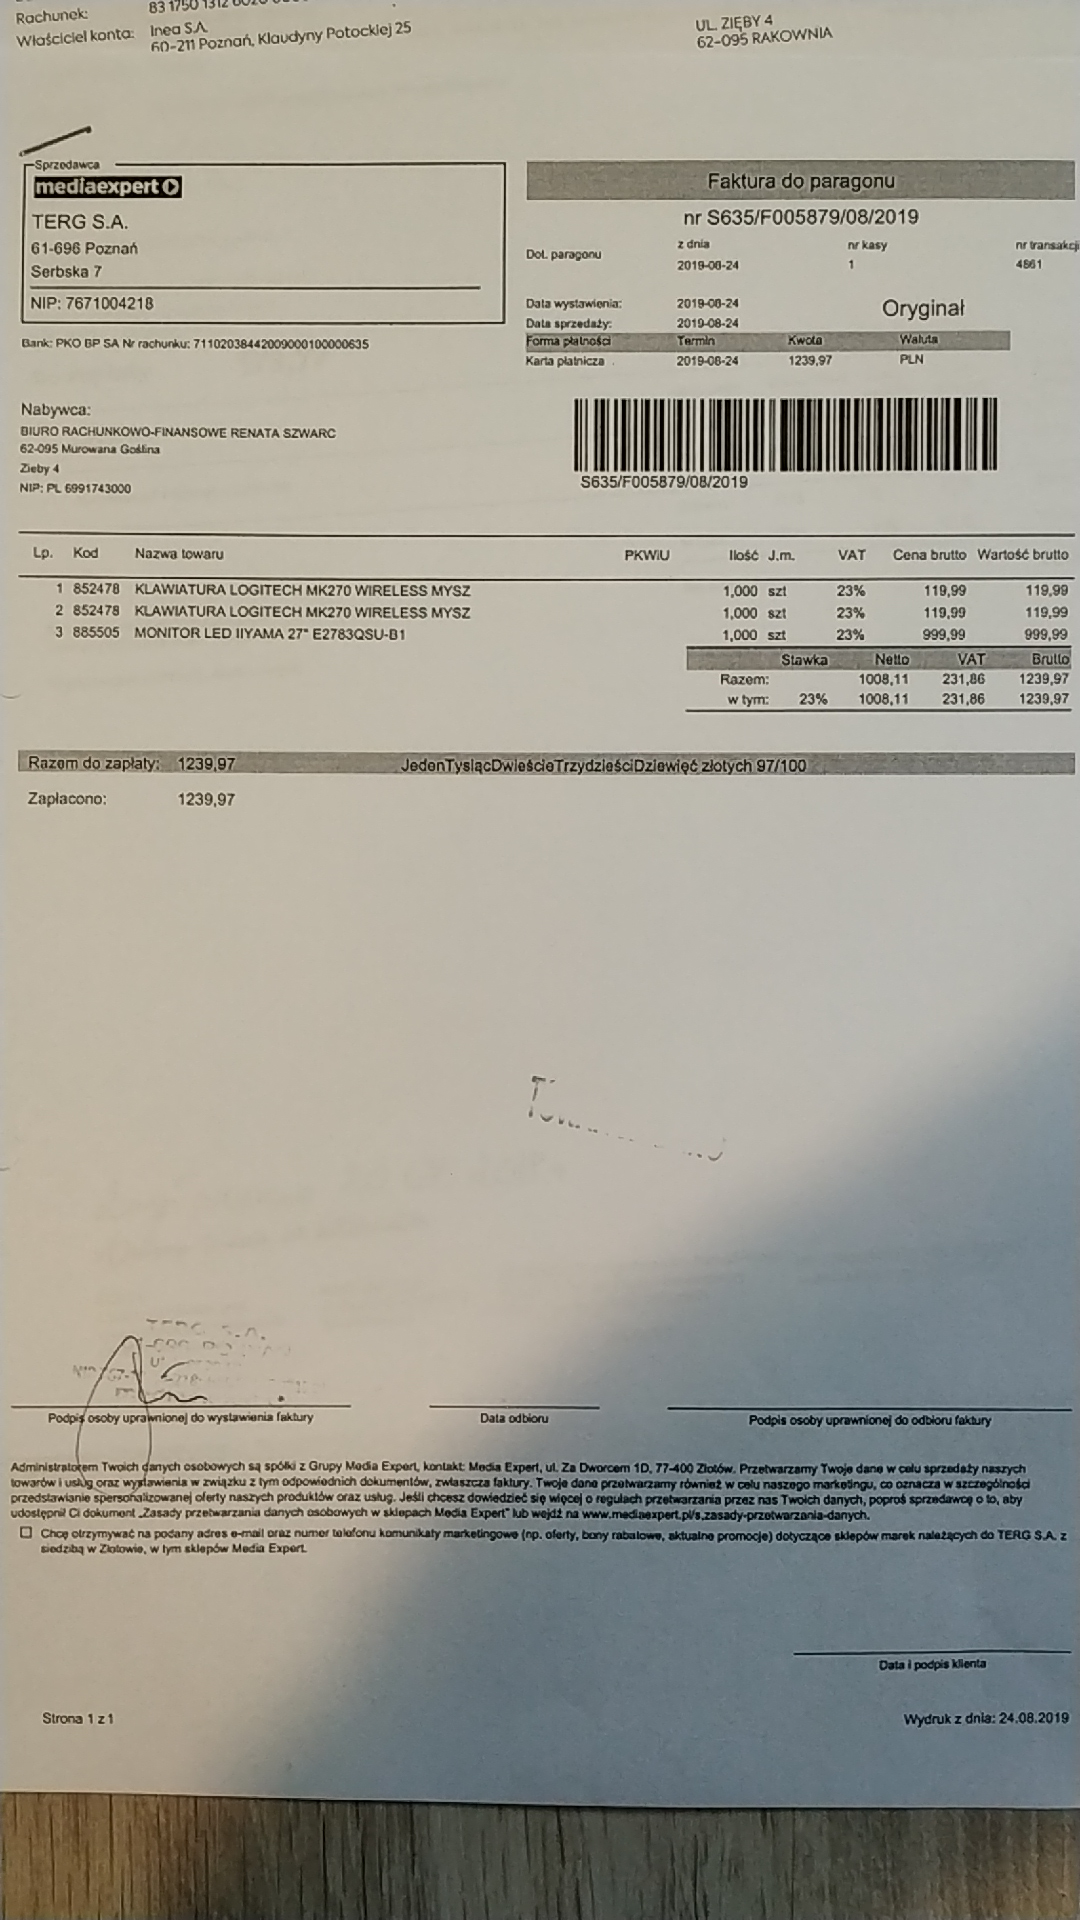 Rachunek: 83 1750 1312
Właściciel konta: Inea S.A.
60-211 Poznań, Klaudyny Potockiej 25
UL. ZIĘBY 4
62-095 RAKOWNIA
Sprzedawca
mediaexpert
TERG S.A.
61-696 Poznań
Serbska 7
NIP: 7671004218
Bank: PKO BP SA Nr rachunku: 71102038442009000100000635
Faktura do paragonu
nr S635/F005879/08/2019
Dot. paragonu z dnia nr kasy nr transakcji
2019-08-24 1 4861
Data wystawienia: 2019-08-24 Oryginał
Data sprzedaży: 2019-08-24
Forma płatności Termin Kwota Waluta
Karta płatnicza 2019-08-24 1239,97 PLN
Nabywca:
BIURO RACHUNKOWO-FINANSOWE RENATA SZWARC
62-095 Murowana Goślina
Zieby 4
NIP: PL 6991743000
S635/F005879/08/2019
Lp. Kod Nazwa towaru PKWiU Ilość J.m. VAT Cena brutto Wartość brutto
1 852478 KLAWIATURA LOGITECH MK270 WIRELESS MYSZ 1,000 szt 23% 119,99 119,99
2 852478 KLAWIATURA LOGITECH MK270 WIRELESS MYSZ 1,000 szt 23% 119,99 119,99
3 885505 MONITOR LED IIYAMA 27" E2783QSU-B1 1,000 szt 23% 999,99 999,99
Stawka Netto VAT Brutto
Razem: 1008,11 231,86 1239,97
w tym: 23% 1008,11 231,86 1239,97
Razem do zapłaty: 1239,97 JedenTysiącDwieścieTrzydzieściDziewięć złotych 97/100
Zapłacono: 1239,97
TERG S.A.
Podpis osoby uprawnionej do wystawienia faktury
Data odbioru
Podpis osoby uprawnionej do odbioru faktury
Administratorem Twoich danych osobowych są spółki z Grupy Media Expert, kontakt: Media Expert, ul. Za Dworcem 1D, 77-400 Złotów. Przetwarzamy Twoje dane w celu sprzedaży naszych
towarów i usług oraz wystawienia w związku z tym odpowiednich dokumentów, zwłaszcza faktury. Twoje dane przetwarzamy również w celu naszego marketingu, co oznacza w szczególności
przedstawianie spersonalizowanej oferty naszych produktów oraz usług. Jeśli chcesz dowiedzieć się więcej o regułach przetwarzania przez nas Twoich danych, poproś sprzedawcę o to, aby
udostępnił Ci dokument „Zasady przetwarzania danych osobowych w sklepach Media Expert" lub wejdź na www.mediaexpert.pl/s,zasady-przetwarzania-danych.
Chcę otrzymywać na podany adres e-mail oraz numer telefonu komunikaty marketingowe (np. oferty, bony rabatowe, aktualne promocje) dotyczące sklepów marek należących do TERG S.A. z
siedzibą w Złotowie, w tym sklepów Media Expert.
Data i podpis klienta
Strona 1 z 1
Wydruk z dnia: 24.08.2019